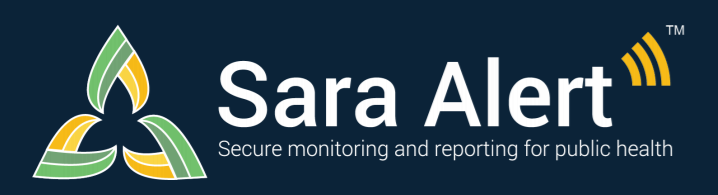 Sara Alert™
Secure monitoring and reporting for public health